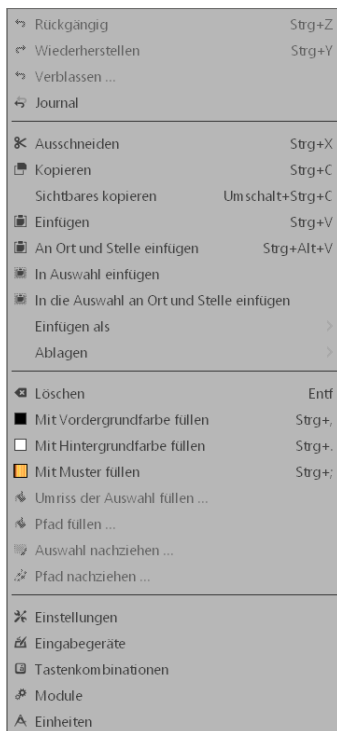 Rückgängig Strg+Z
Wiederherstellen Strg+Y
Verblassen ...
Journal
Ausschneiden Strg+X
Kopieren Strg+C
Sichtbares kopieren Umschalt+Strg+C
Einfügen Strg+V
An Ort und Stelle einfügen Strg+Alt+V
In Auswahl einfügen
In die Auswahl an Ort und Stelle einfügen
Einfügen als
Ablagen
Löschen Entf
Mit Vordergrundfarbe füllen Strg+,
Mit Hintergrundfarbe füllen Strg+.
Mit Muster füllen Strg+;
Umriss der Auswahl füllen ...
Pfad füllen ...
Auswahl nachziehen ...
Pfad nachziehen ...
Einstellungen
Eingabegeräte
Tastenkombinationen
Module
Einheiten